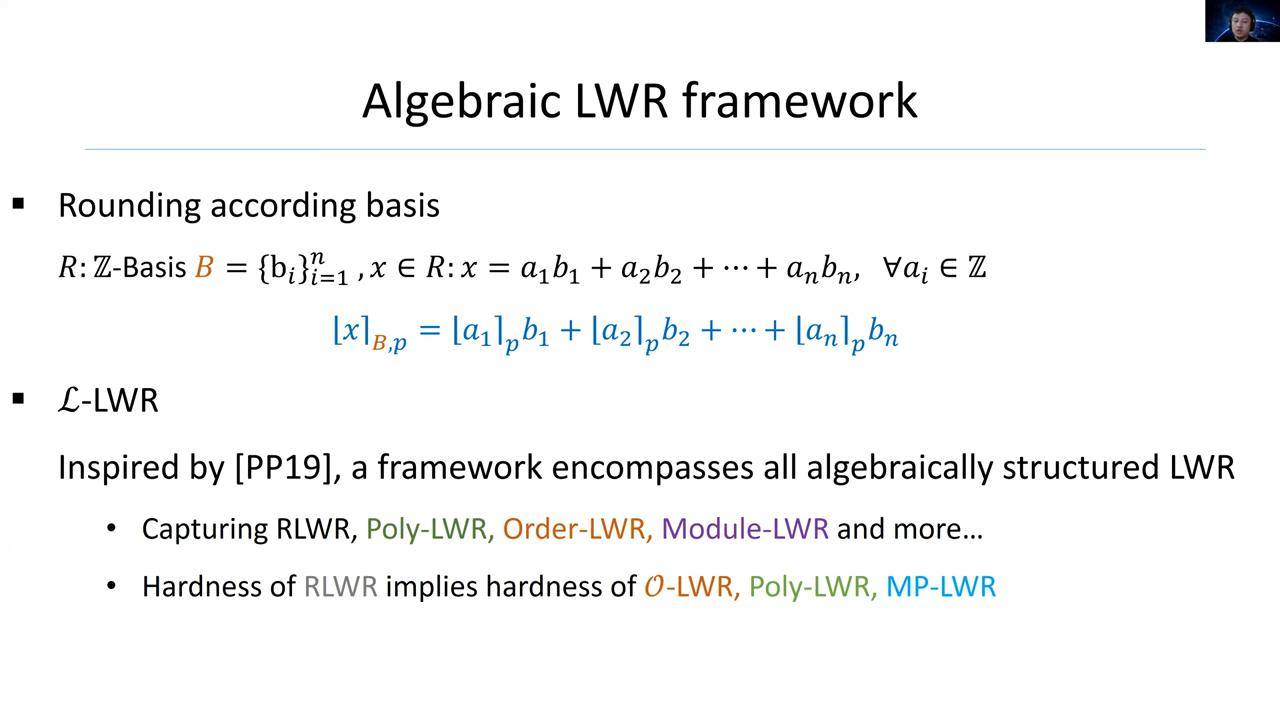 Algebraic LWR framework
▪ Rounding according basis
R: ℤ-Basis B = {b_i}_{i=1}^n , x ∈ R: x = a_1b_1 + a_2b_2 + ⋯ + a_nb_n, ∀a_i ∈ ℤ
⌊x⌋_{B,p} = ⌊a_1⌋_p b_1 + ⌊a_2⌋_p b_2 + ⋯ + ⌊a_n⌋_p b_n
▪ ℒ-LWR
Inspired by [PP19], a framework encompasses all algebraically structured LWR
• Capturing RLWR, Poly-LWR, Order-LWR, Module-LWR and more…
• Hardness of RLWR implies hardness of 𝒪-LWR, Poly-LWR, MP-LWR